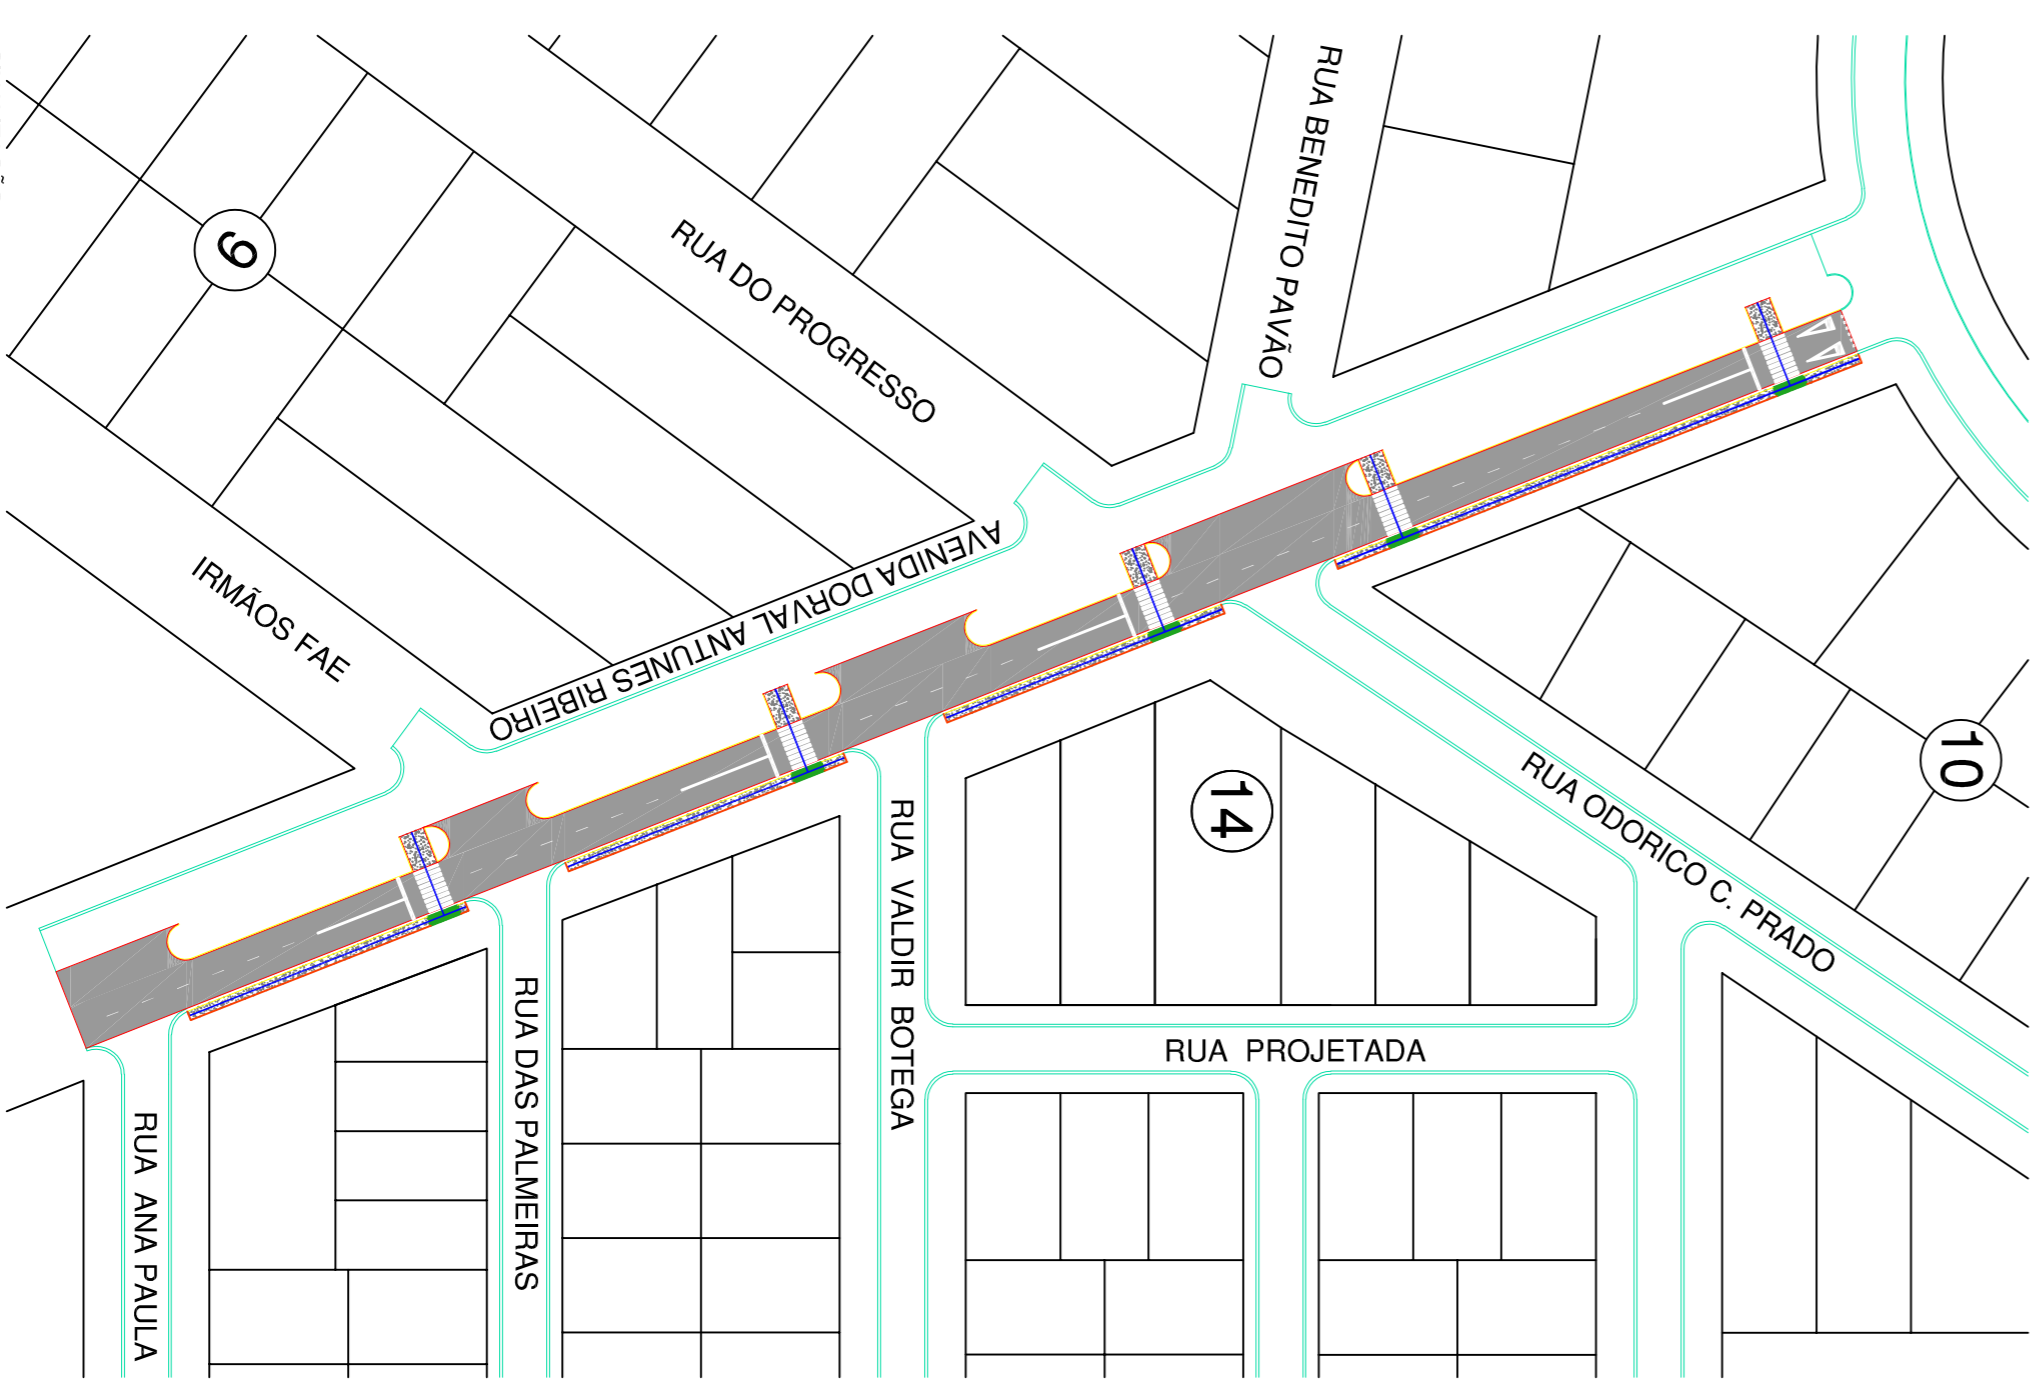 RUA BENEDITO PAVÃO
9
RUA DO PROGRESSO
AVENIDA DORVAL ANTUNES RIBEIRO
IRMÃOS FAE
10
14
RUA ODORICO C. PRADO
RUA VALDIR BOTEGA
RUA DAS PALMEIRAS
RUA PROJETADA
RUA ANA PAULA